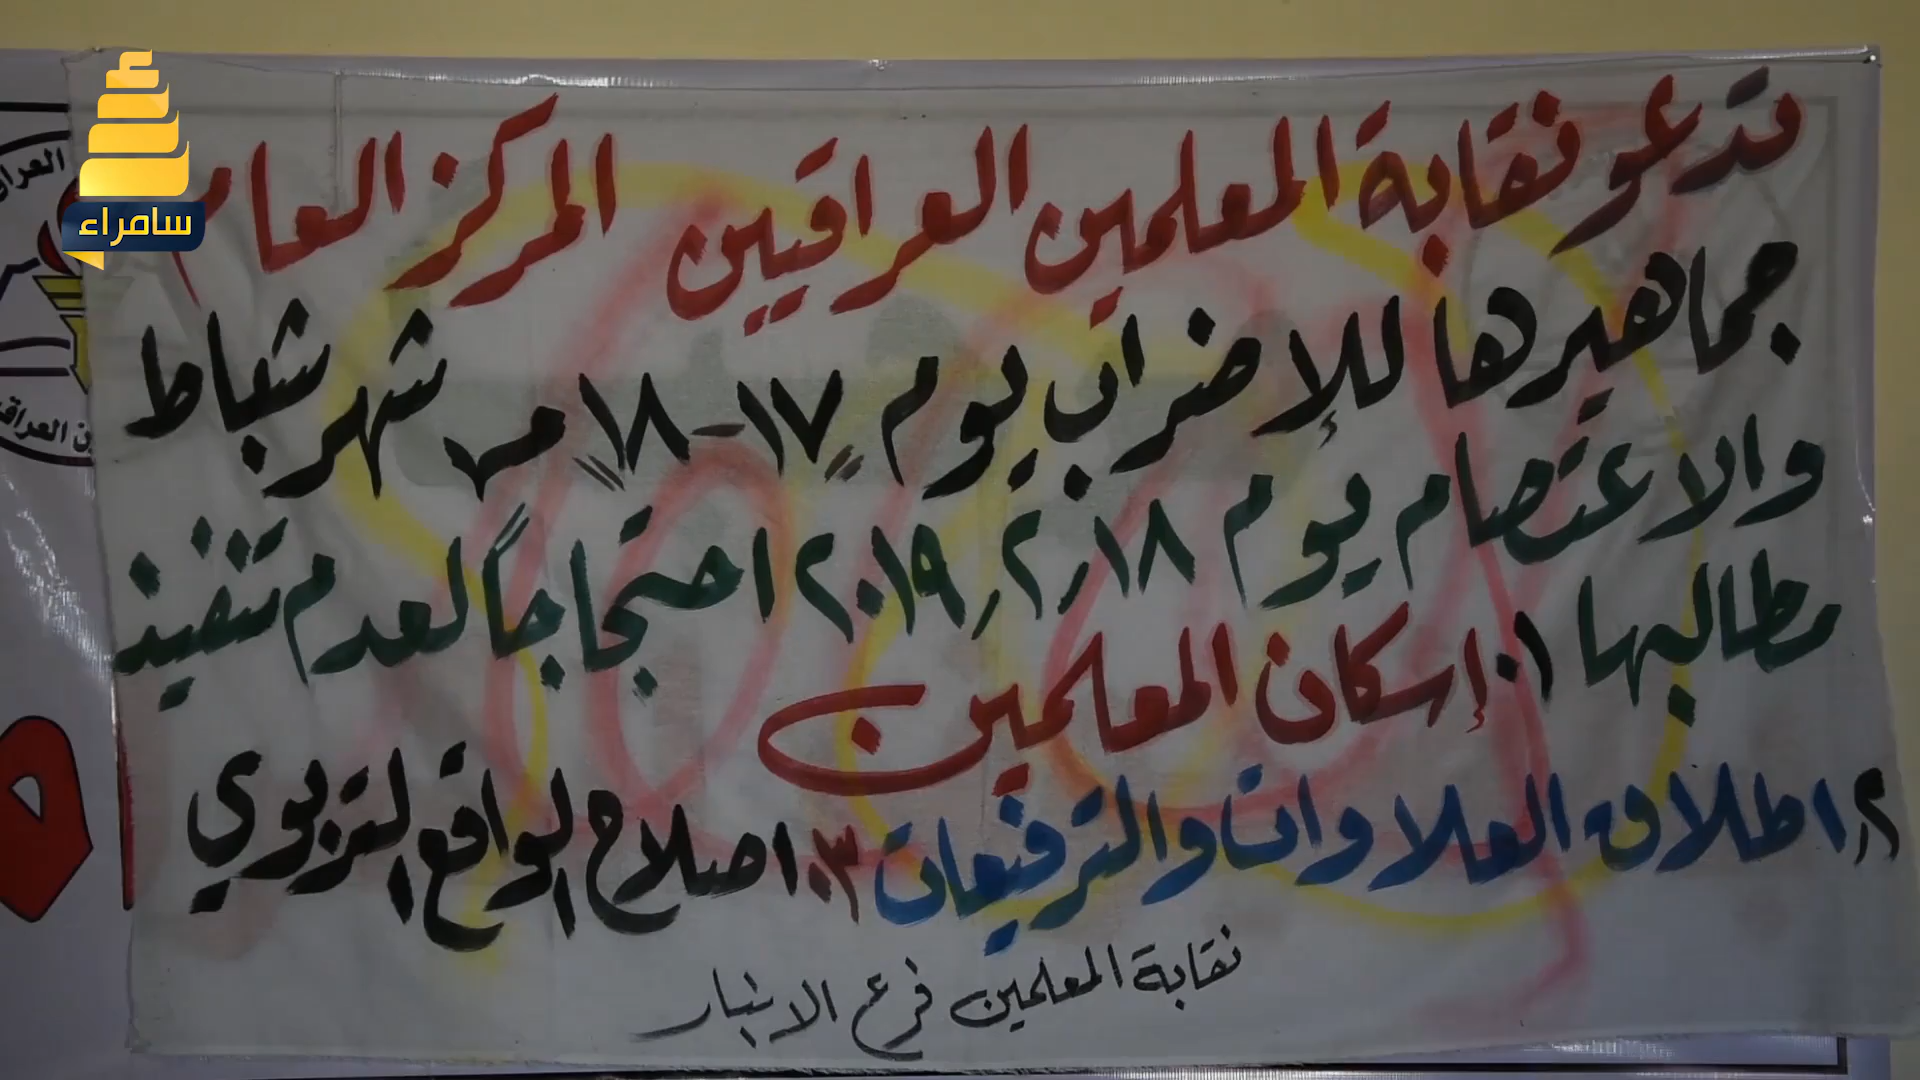 تدعو نقابة المعلمين العراقيين المركز العام
جماهيرها للإضراب يوم "١٧-١٨" من شهر شباط
والاعتصام يوم ٢٠١٩/٢/١٨ احتجاجاً لعدم تنفيذ
مطالبها ١. إسكان المعلمين
٢. اطلاق العلاوات والترفيعات ٣. اصلاح الواقع التربوي
نقابة المعلمين فرع الانبار
سامراء